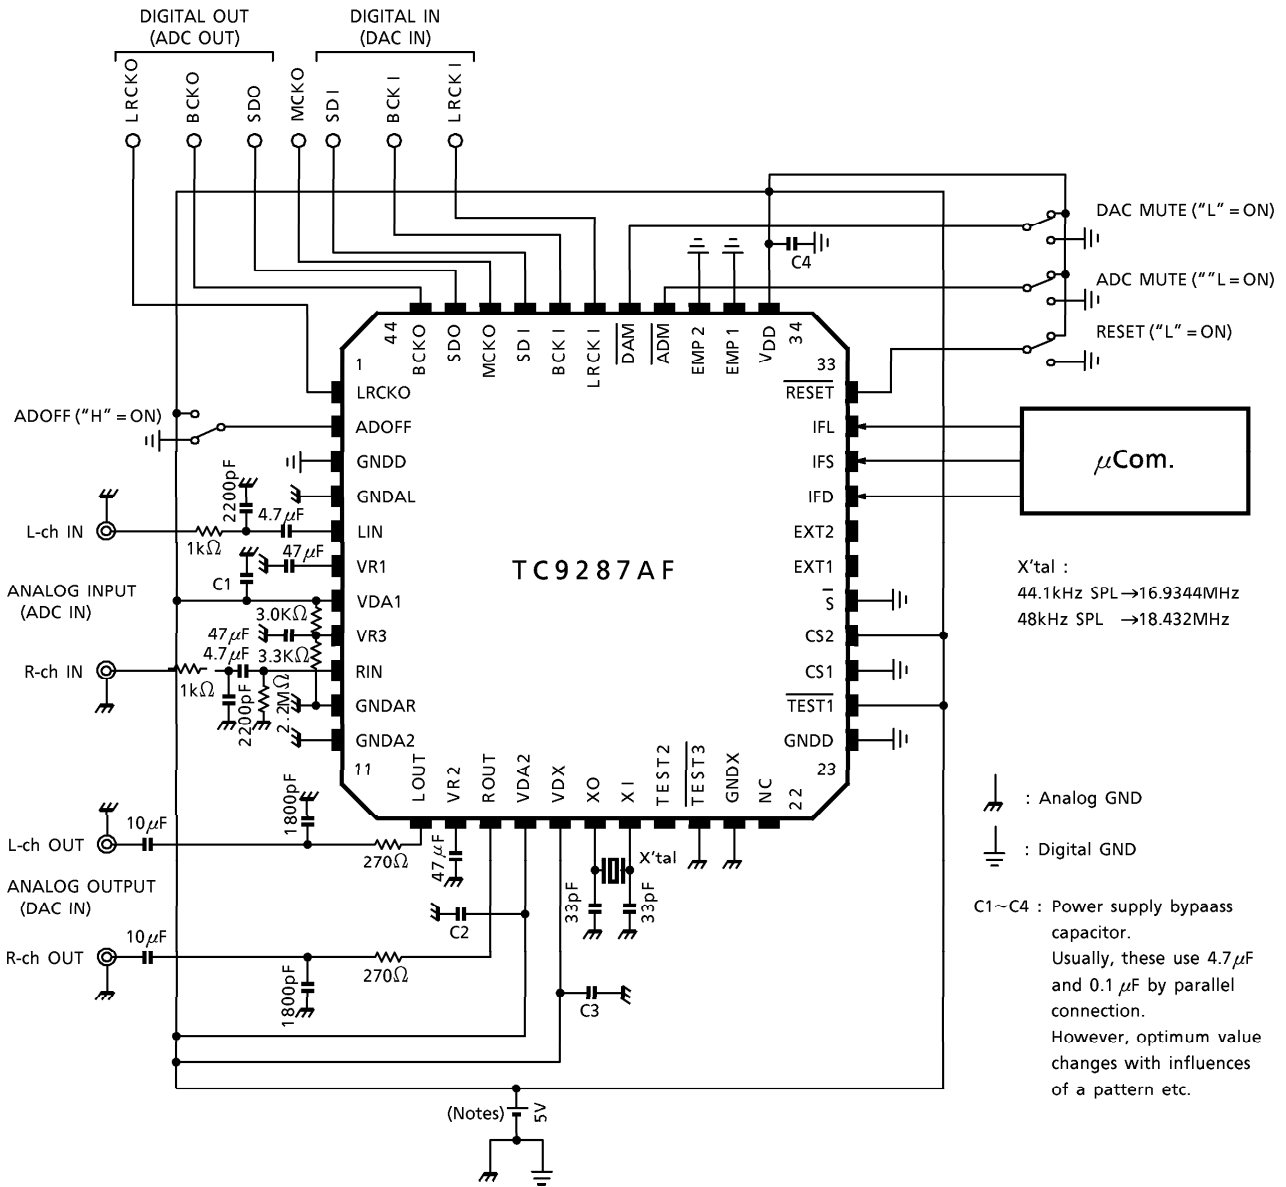 DIGITAL OUT
(ADC OUT)
DIGITAL IN
(DAC IN)
LRCKO
BCKO
SDO
MCKO
SDI
BCKI
LRCKI
DAC MUTE ("L" = ON)
ADC MUTE (""L = ON)
RESET ("L" = ON)
C4
44
BCKO
SDO
MCKO
SDI
BCKI
LRCKI
DAM
ADM
EMP2
EMP1
VDD
34
1
33
LRCKO
RESET
ADOFF ("H" = ON)
ADOFF
IFL
GNDD
IFS
μCom.
GNDAL
IFD
2200pF
4.7μF
L-ch IN
1kΩ
LIN
EXT2
47μF
VR1
EXT1
TC9287AF
C1
X'tal :
44.1kHz SPL→16.9344MHz
48kHz SPL →18.432MHz
ANALOG INPUT
(ADC IN)
VDA1
S
3.0KΩ
47μF
VR3
CS2
4.7μF
3.3KΩ
R-ch IN
1kΩ
RIN
CS1
2200pF
2.2MΩ
GNDAR
TEST1
GNDA2
GNDD
11
23
LOUT
VR2
ROUT
VDA2
VDX
XO
XI
TEST2
TEST3
GNDX
NC
22
: Analog GND
: Digital GND
10μF
1800pF
L-ch OUT
270Ω
47μF
X'tal
33pF
33pF
ANALOG OUTPUT
(DAC IN)
C2
10μF
R-ch OUT
270Ω
1800pF
C3
C1~C4 : Power supply bypaass
capacitor.
Usually, these use 4.7μF
and 0.1μF by parallel
connection.
However, optimum value
changes with influences
of a pattern etc.
(Notes)
5V